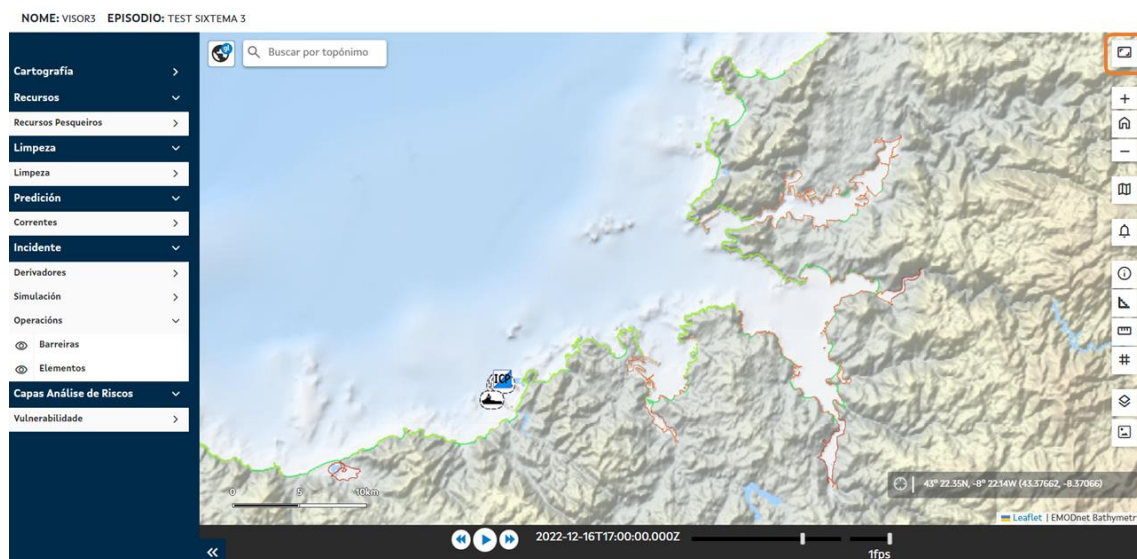 NOME: VISOR3 EPISODIO: TEST SIXTEMA 3
gl
Buscar por topónimo
Cartografía
Recursos
Recursos Pesqueiros
Limpeza
Limpeza
Predición
Correntes
Incidente
Derivadores
Simulación
Operacións
Barreiras
Elementos
Capas Análise de Riscos
Vulnerabilidade
ICP
0 5 10km
43° 22.35N, -8° 22.14W (43.37662, -8.37066)
Leaflet | EMODnet Bathymetr
2022-12-16T17:00:00.000Z
1fps